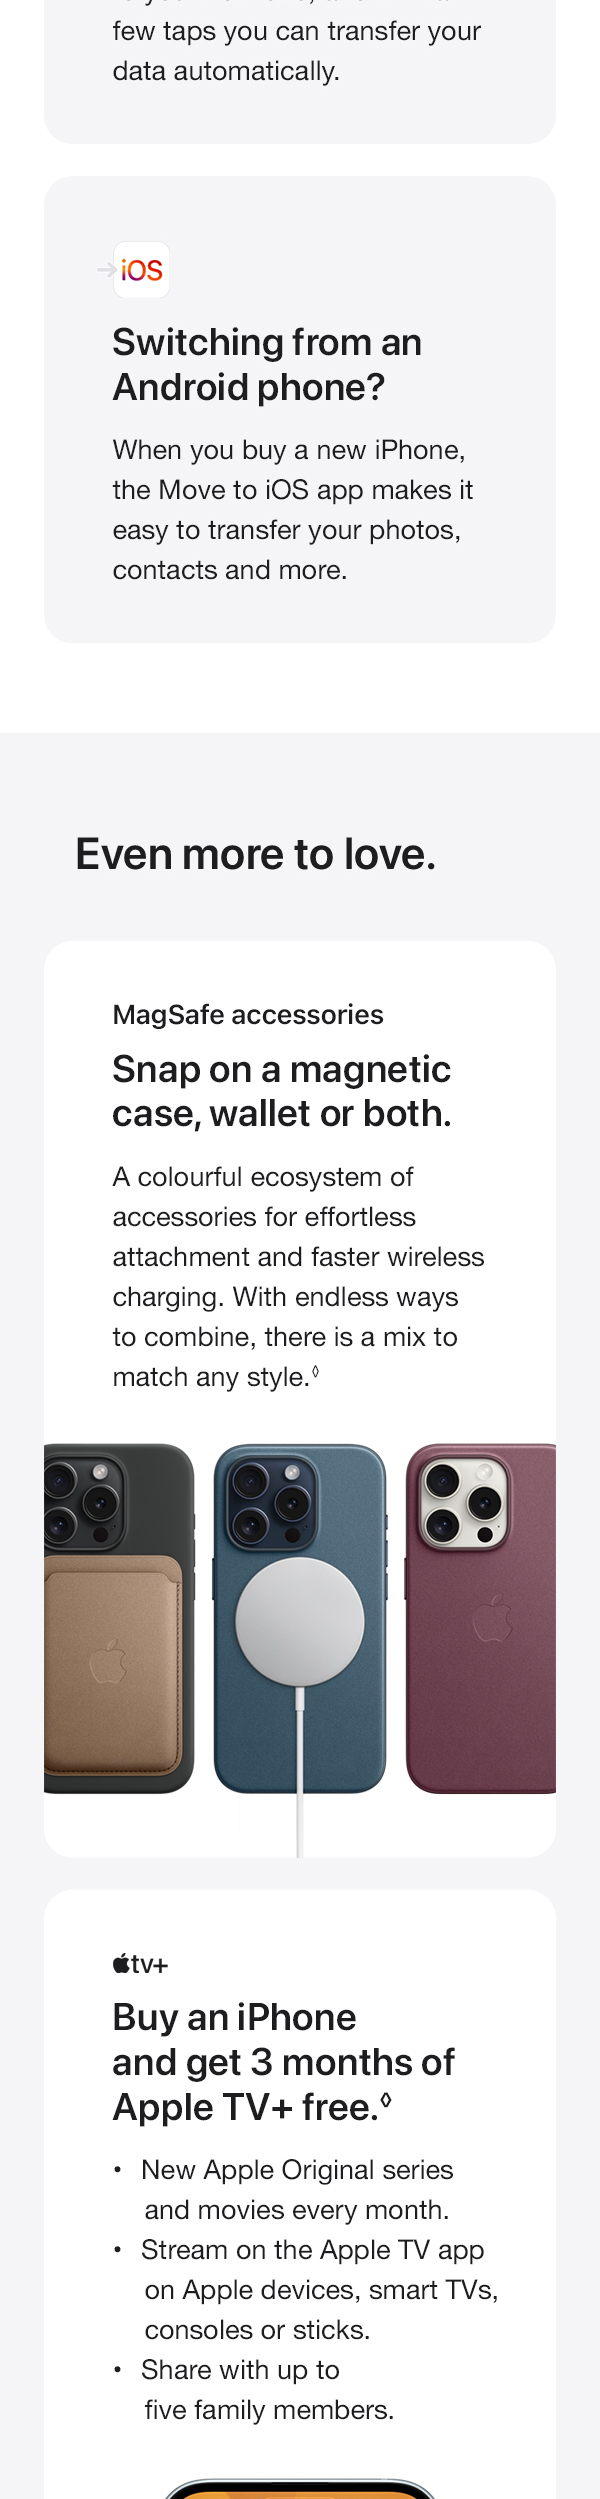 few taps you can transfer your
data automatically.
iOS
Switching from an
Android phone?
When you buy a new iPhone,
the Move to iOS app makes it
easy to transfer your photos,
contacts and more.
Even more to love.
MagSafe accessories
Snap on a magnetic
case, wallet or both.
A colourful ecosystem of
accessories for effortless
attachment and faster wireless
charging. With endless ways
to combine, there is a mix to
match any style.◊
tv+
Buy an iPhone
and get 3 months of
Apple TV+ free.◊
• New Apple Original series
and movies every month.
• Stream on the Apple TV app
on Apple devices, smart TVs,
consoles or sticks.
• Share with up to
five family members.